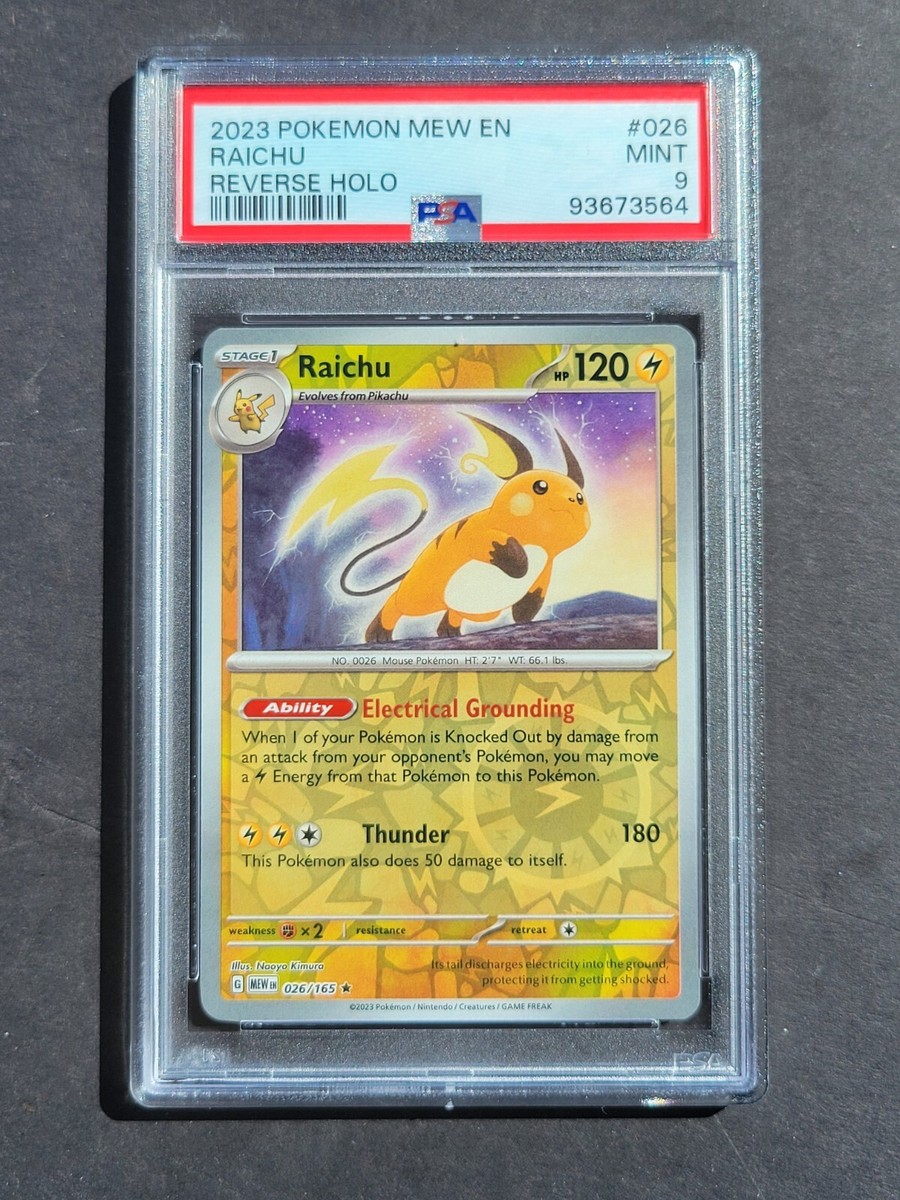 2023 POKEMON MEW EN #026
RAICHU MINT
REVERSE HOLO 9
PSA 93673564
STAGE 1 Raichu HP 120
Evolves from Pikachu
NO. 0026 Mouse Pokémon HT: 2'7" WT: 66.1 lbs.
Ability Electrical Grounding
When 1 of your Pokémon is Knocked Out by damage from
an attack from your opponent's Pokémon, you may move
a Energy from that Pokémon to this Pokémon.
Thunder 180
This Pokémon also does 50 damage to itself.
weakness ×2 resistance retreat
Illus. Naoyo Kimura
Its tail discharges electricity into the ground,
protecting it from getting shocked.
G MEW EN 026/165 ★
©2023 Pokémon / Nintendo / Creatures / GAME FREAK
PSA